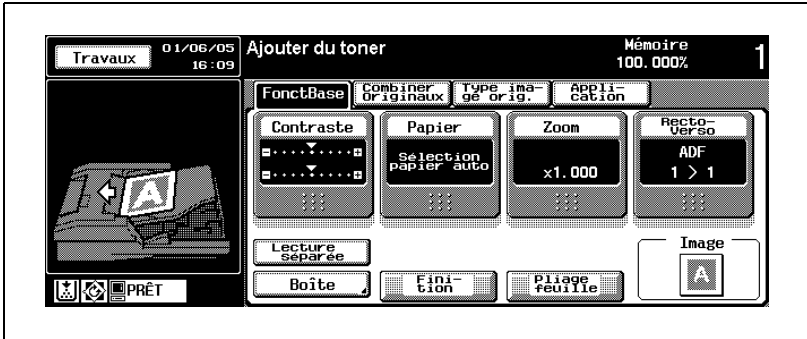 Travaux
01/06/05
16:09
Ajouter du toner
Mémoire
100.000%
1
FonctBase
Combiner
Originaux
Type ima-
ge orig.
Appli-
cation
Contraste
Papier
Sélection
papier auto
Zoom
x1.000
Recto-
Verso
ADF
1 > 1
Lecture
séparée
Boîte
Fini-
tion
Pliage
feuille
Image
A
A
PRÊT